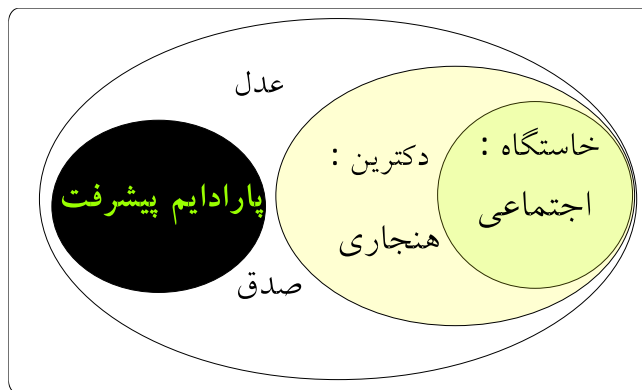 عدل
خاستگاه :
اجتماعی
دکترین :
هنجاری
پارادایم پیشرفت
صدق